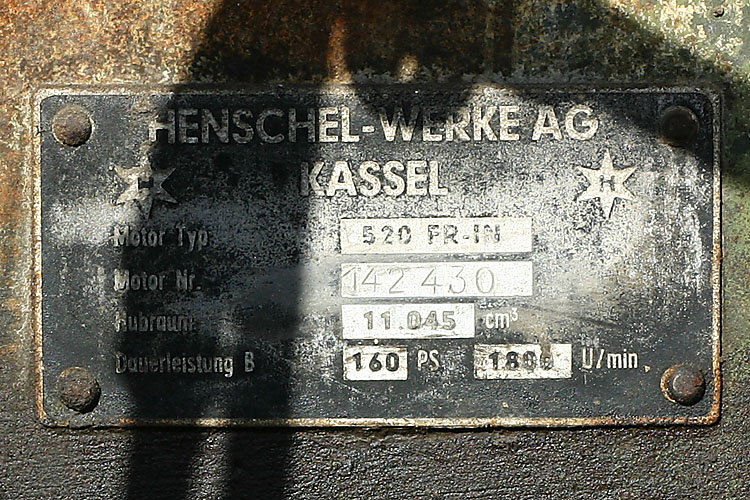 HENSCHEL-WERKE AG
KASSEL
H H
Motor Typ 520 FR-IN
Motor Nr. 142 430
Hubraum 11.045 cm³
Dauerleistung B 160 PS 1800 U/min